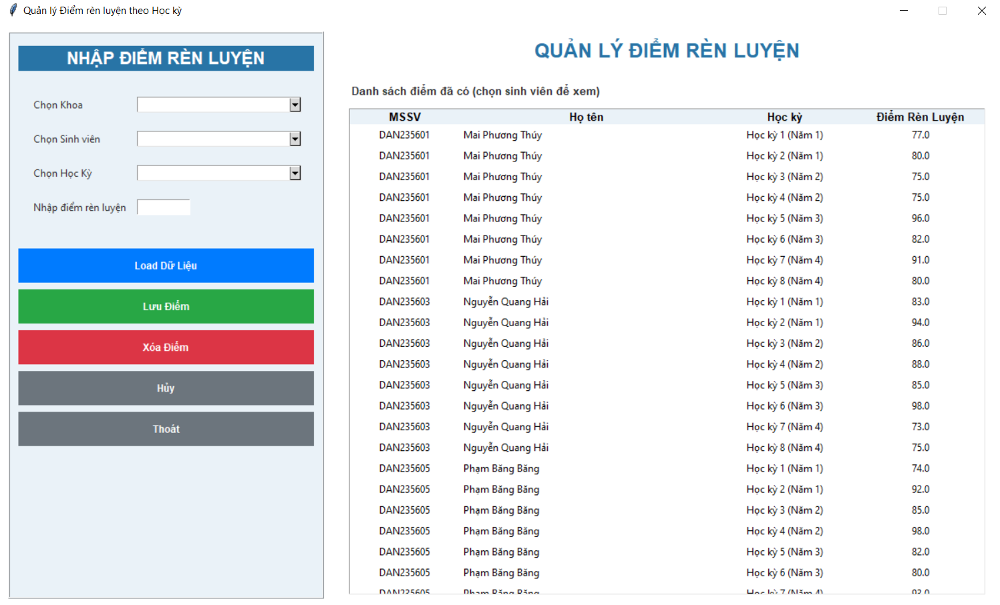 Quản lý Điểm rèn luyện theo Học kỳ
NHẬP ĐIỂM RÈN LUYỆN
Chọn Khoa
Chọn Sinh viên
Chọn Học Kỳ
Nhập điểm rèn luyện
Load Dữ Liệu
Lưu Điểm
Xóa Điểm
Hủy
Thoát
QUẢN LÝ ĐIỂM RÈN LUYỆN
Danh sách điểm đã có (chọn sinh viên để xem)
MSSV Họ tên Học kỳ Điểm Rèn Luyện
DAN235601 Mai Phương Thúy Học kỳ 1 (Năm 1) 77.0
DAN235601 Mai Phương Thúy Học kỳ 2 (Năm 1) 80.0
DAN235601 Mai Phương Thúy Học kỳ 3 (Năm 2) 75.0
DAN235601 Mai Phương Thúy Học kỳ 4 (Năm 2) 75.0
DAN235601 Mai Phương Thúy Học kỳ 5 (Năm 3) 96.0
DAN235601 Mai Phương Thúy Học kỳ 6 (Năm 3) 82.0
DAN235601 Mai Phương Thúy Học kỳ 7 (Năm 4) 91.0
DAN235601 Mai Phương Thúy Học kỳ 8 (Năm 4) 80.0
DAN235603 Nguyễn Quang Hải Học kỳ 1 (Năm 1) 83.0
DAN235603 Nguyễn Quang Hải Học kỳ 2 (Năm 1) 94.0
DAN235603 Nguyễn Quang Hải Học kỳ 3 (Năm 2) 86.0
DAN235603 Nguyễn Quang Hải Học kỳ 4 (Năm 2) 88.0
DAN235603 Nguyễn Quang Hải Học kỳ 5 (Năm 3) 85.0
DAN235603 Nguyễn Quang Hải Học kỳ 6 (Năm 3) 98.0
DAN235603 Nguyễn Quang Hải Học kỳ 7 (Năm 4) 73.0
DAN235603 Nguyễn Quang Hải Học kỳ 8 (Năm 4) 75.0
DAN235605 Phạm Băng Băng Học kỳ 1 (Năm 1) 74.0
DAN235605 Phạm Băng Băng Học kỳ 2 (Năm 1) 92.0
DAN235605 Phạm Băng Băng Học kỳ 3 (Năm 2) 85.0
DAN235605 Phạm Băng Băng Học kỳ 4 (Năm 2) 98.0
DAN235605 Phạm Băng Băng Học kỳ 5 (Năm 3) 82.0
DAN235605 Phạm Băng Băng Học kỳ 6 (Năm 3) 80.0
DAN235605 Phạm Băng Băng Học kỳ 7 (Năm 4)